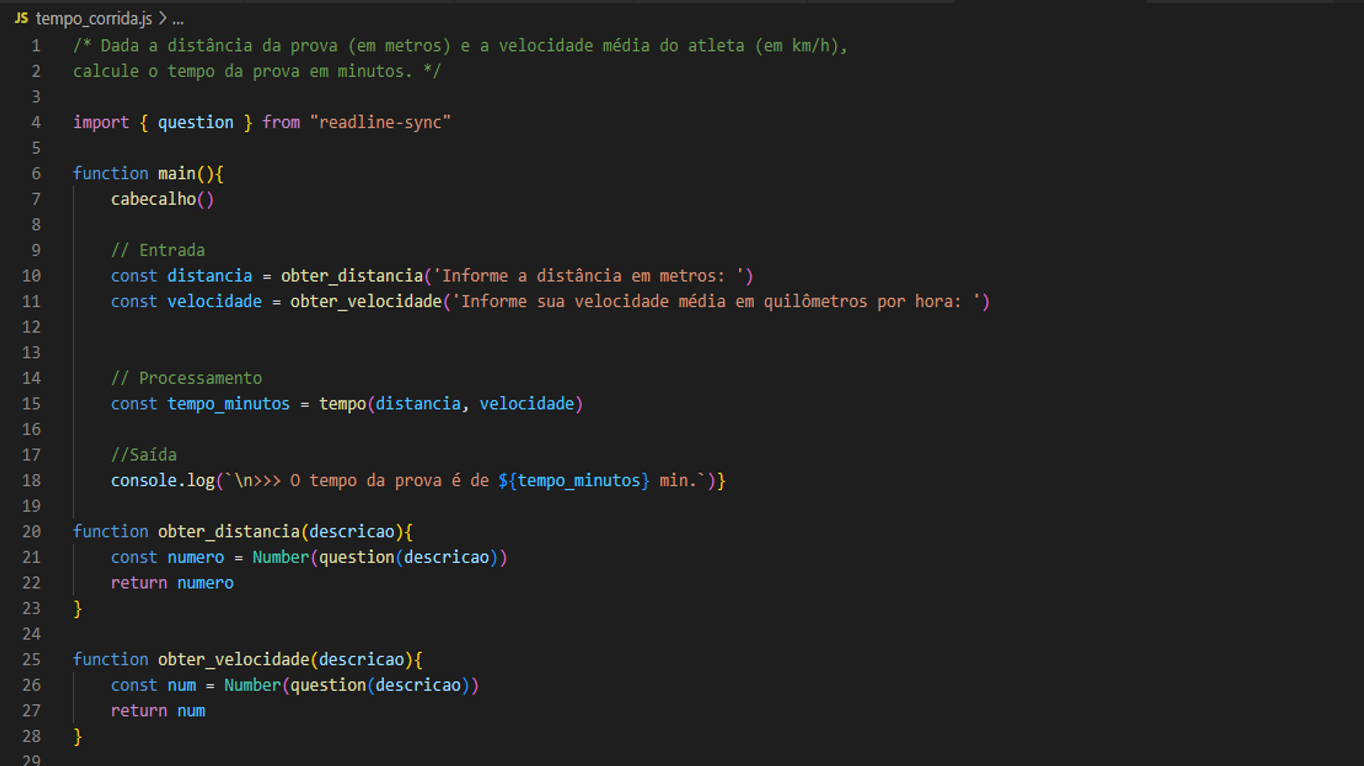 JS tempo_corrida.js > ...
1 /* Dada a distância da prova (em metros) e a velocidade média do atleta (em km/h),
2 calcule o tempo da prova em minutos. */
3
4 import { question } from "readline-sync"
5
6 function main(){
7     cabecalho()
8
9     // Entrada
10     const distancia = obter_distancia('Informe a distância em metros: ')
11     const velocidade = obter_velocidade('Informe sua velocidade média em quilômetros por hora: ')
12
13
14     // Processamento
15     const tempo_minutos = tempo(distancia, velocidade)
16
17     //Saída
18     console.log(`\n>>> O tempo da prova é de ${tempo_minutos} min.`)}
19
20 function obter_distancia(descricao){
21     const numero = Number(question(descricao))
22     return numero
23 }
24
25 function obter_velocidade(descricao){
26     const num = Number(question(descricao))
27     return num
28 }
29